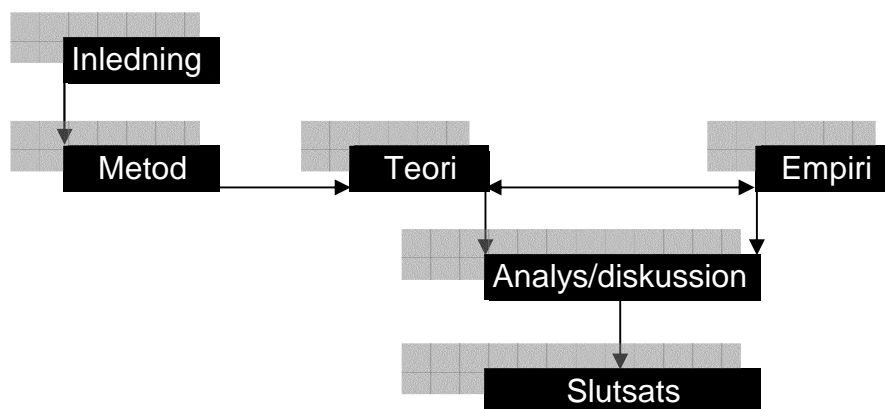 Inledning
Metod
Teori
Empiri
Analys/diskussion
Slutsats